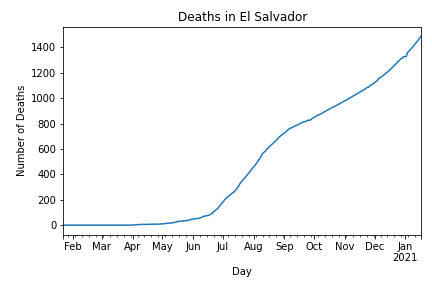 Deaths in El Salvador
Number of Deaths
1400
1200
1000
800
600
400
200
0
Feb Mar Apr May Jun Jul Aug Sep Oct Nov Dec Jan
2021
Day